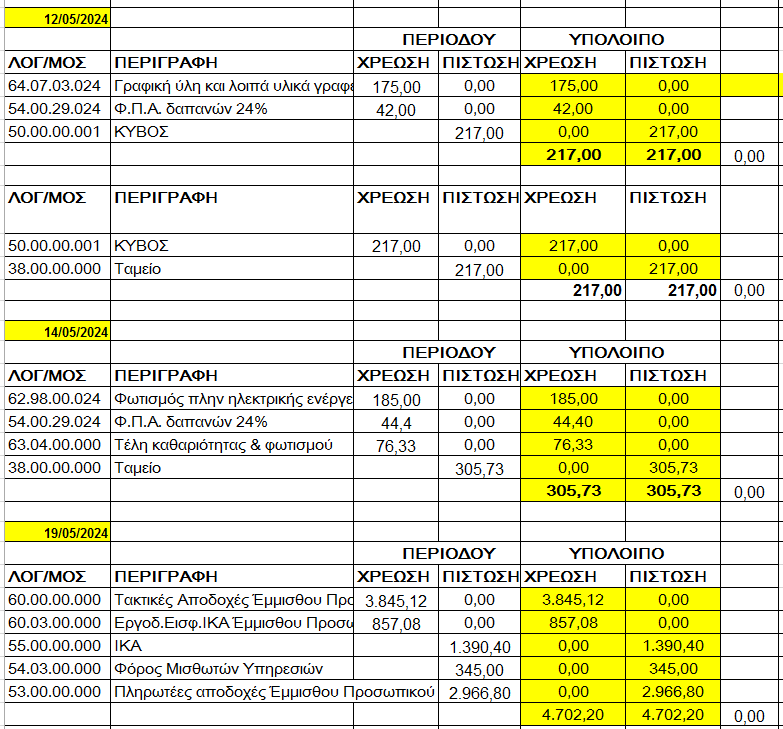 12/05/2024
ΠΕΡΙΟΔΟΥ ΥΠΟΛΟΙΠΟ
ΛΟΓ/ΜΟΣ ΠΕΡΙΓΡΑΦΗ ΧΡΕΩΣΗ ΠΙΣΤΩΣΗ ΧΡΕΩΣΗ ΠΙΣΤΩΣΗ
64.07.03.024 Γραφική ύλη και λοιπά υλικά γραφε 175,00 0,00 175,00 0,00
54.00.29.024 Φ.Π.Α. δαπανών 24% 42,00 0,00 42,00 0,00
50.00.00.001 ΚΥΒΟΣ 217,00 0,00 217,00
217,00 217,00 0,00
ΛΟΓ/ΜΟΣ ΠΕΡΙΓΡΑΦΗ ΧΡΕΩΣΗ ΠΙΣΤΩΣΗ ΧΡΕΩΣΗ ΠΙΣΤΩΣΗ
50.00.00.001 ΚΥΒΟΣ 217,00 0,00 217,00 0,00
38.00.00.000 Ταμείο 217,00 0,00 217,00
217,00 217,00 0,00
14/05/2024
ΠΕΡΙΟΔΟΥ ΥΠΟΛΟΙΠΟ
ΛΟΓ/ΜΟΣ ΠΕΡΙΓΡΑΦΗ ΧΡΕΩΣΗ ΠΙΣΤΩΣΗ ΧΡΕΩΣΗ ΠΙΣΤΩΣΗ
62.98.00.024 Φωτισμός πλην ηλεκτρικής ενέργε 185,00 0,00 185,00 0,00
54.00.29.024 Φ.Π.Α. δαπανών 24% 44,4 0,00 44,40 0,00
63.04.00.000 Τέλη καθαριότητας & φωτισμού 76,33 0,00 76,33 0,00
38.00.00.000 Ταμείο 305,73 0,00 305,73
305,73 305,73 0,00
19/05/2024
ΠΕΡΙΟΔΟΥ ΥΠΟΛΟΙΠΟ
ΛΟΓ/ΜΟΣ ΠΕΡΙΓΡΑΦΗ ΧΡΕΩΣΗ ΠΙΣΤΩΣΗ ΧΡΕΩΣΗ ΠΙΣΤΩΣΗ
60.00.00.000 Τακτικές Αποδοχές Έμμισθου Προ 3.845,12 0,00 3.845,12 0,00
60.03.00.000 Εργοδ.Εισφ.ΙΚΑ Έμμισθου Προσω 857,08 0,00 857,08 0,00
55.00.00.000 ΙΚΑ 1.390,40 0,00 1.390,40
54.03.00.000 Φόρος Μισθωτών Υπηρεσιών 345,00 0,00 345,00
53.00.00.000 Πληρωτέες αποδοχές Έμμισθου Προσωπικού 2.966,80 0,00 2.966,80
4.702,20 4.702,20 0,00